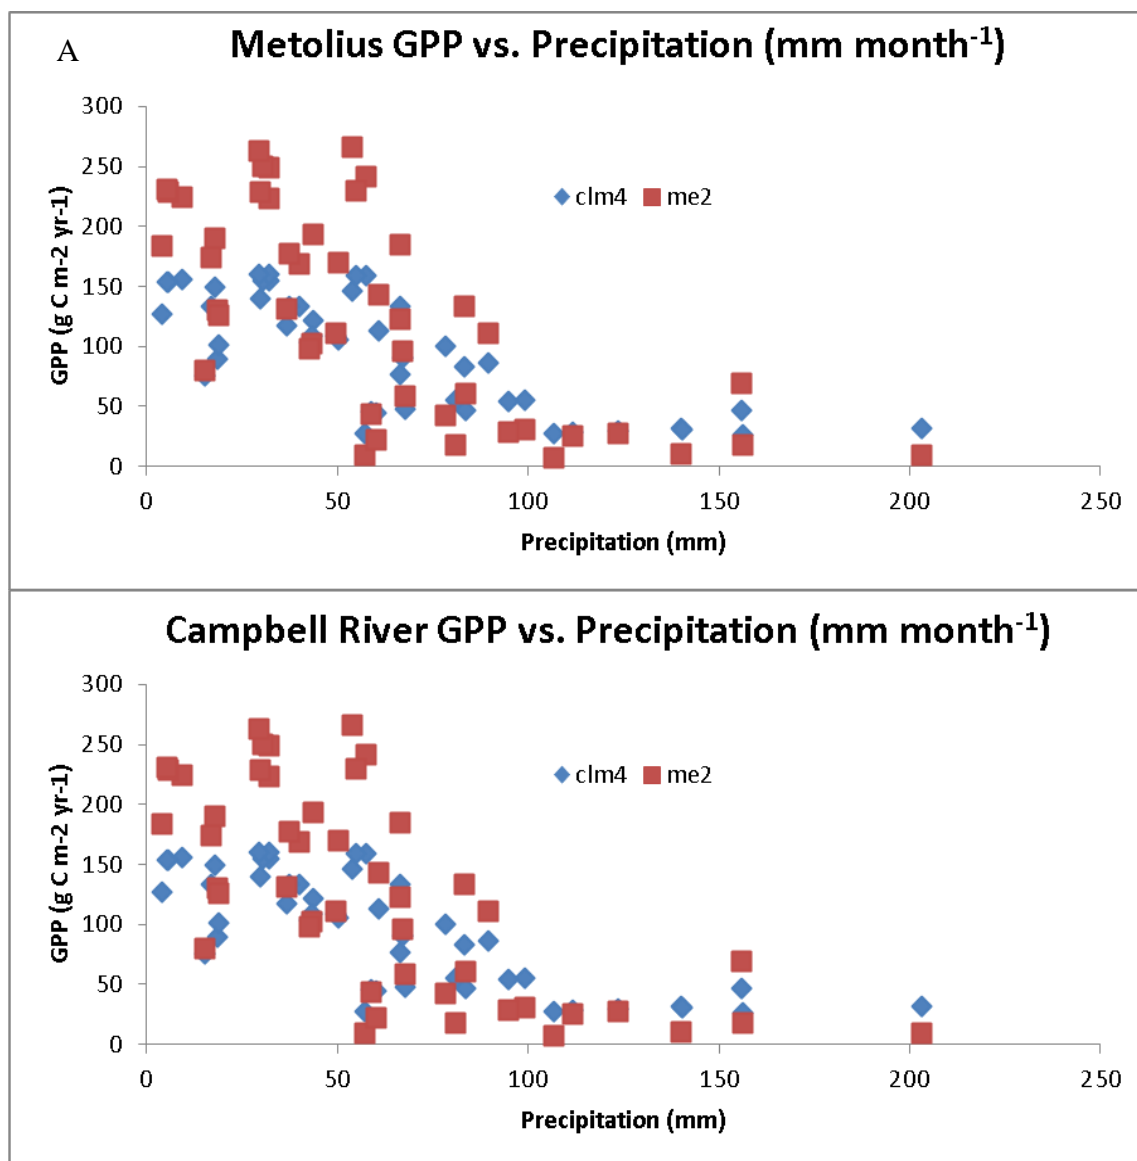 A
Metolius GPP vs. Precipitation (mm month-1)
300
250
200
150
100
50
0
GPP (g C m-2 yr-1)
clm4 me2
0 50 100 150 200 250
Precipitation (mm)
Campbell River GPP vs. Precipitation (mm month-1)
300
250
200
150
100
50
0
GPP (g C m-2 yr-1)
clm4 me2
0 50 100 150 200 250
Precipitation (mm)